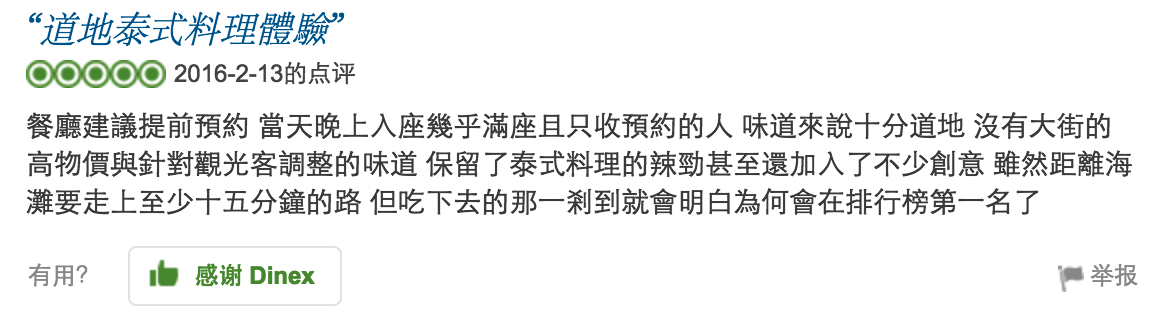 “道地泰式料理體驗”
2016-2-13的点评
餐廳建議提前預約 當天晚上入座幾乎滿座且只收預約的人 味道來說十分道地 沒有大街的
高物價與針對觀光客調整的味道 保留了泰式料理的辣勁甚至還加入了不少創意 雖然距離海
灘要走上至少十五分鐘的路 但吃下去的那一剎到就會明白為何會在排行榜第一名了
有用?
感谢 Dinex
举报